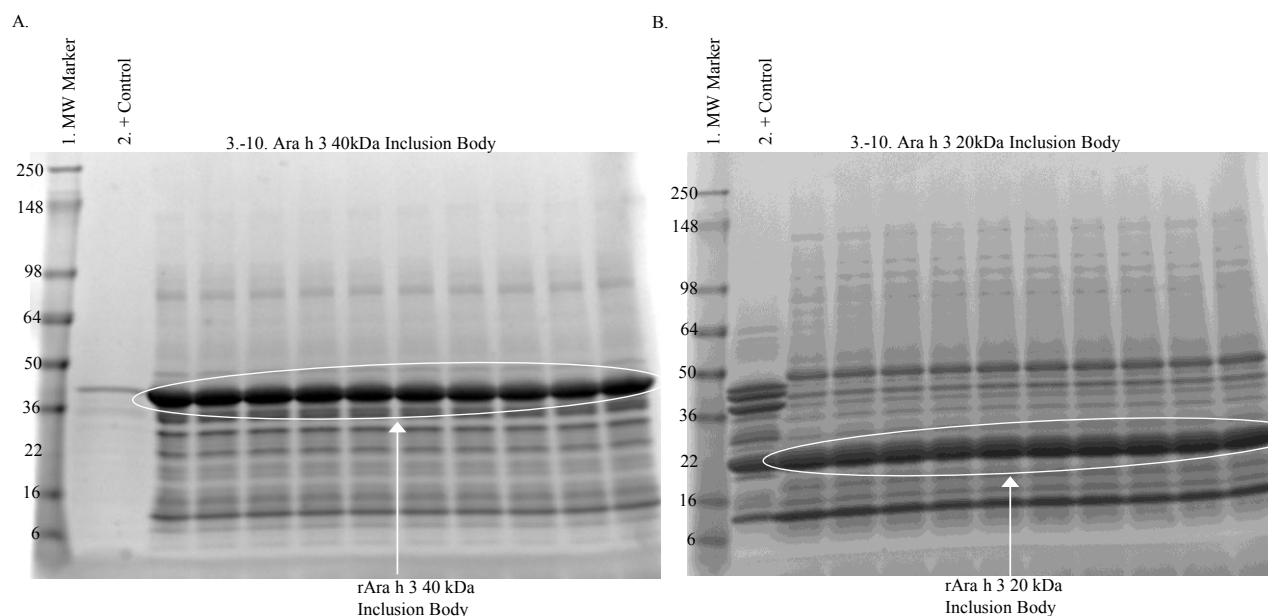 A.
1. MW Marker
2. + Control
3.-10. Ara h 3 40kDa Inclusion Body
250
148
98
64
50
36
22
16
6
rAra h 3 40 kDa
Inclusion Body
B.
1. MW Marker
2. + Control
3.-10. Ara h 3 20kDa Inclusion Body
250
148
98
64
50
36
22
16
6
rAra h 3 20 kDa
Inclusion Body